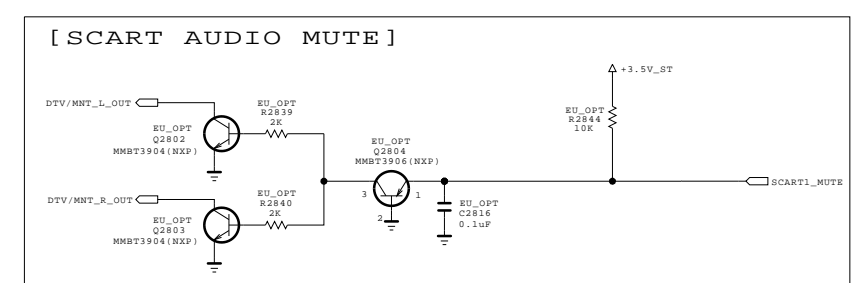 [SCART AUDIO MUTE]
+3.5V_ST
DTV/MNT_L_OUT
EU_OPT
R2839
2K
EU_OPT
R2844
10K
EU_OPT
Q2802
MMBT3904(NXP)
EU_OPT
Q2804
MMBT3906(NXP)
SCART1_MUTE
3
1
2
DTV/MNT_R_OUT
EU_OPT
R2840
2K
EU_OPT
C2816
0.1uF
EU_OPT
Q2803
MMBT3904(NXP)